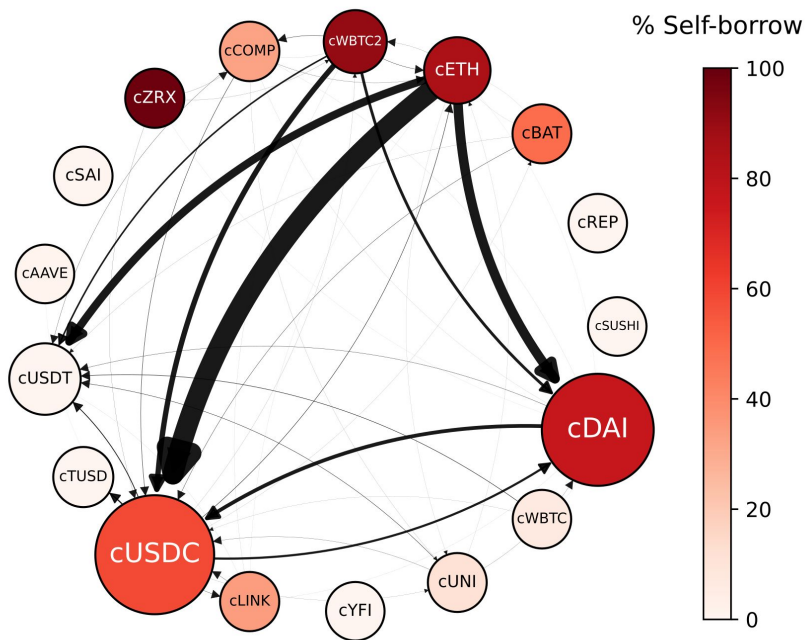 % Self-borrow
cWBTC2
cCOMP
cETH
cZRX
cBAT
cSAI
cREP
cAAVE
cSUSHI
cUSDT
cDAI
cTUSD
cWBTC
cUSDC
cUNI
cLINK
cYFI
100
80
60
40
20
0